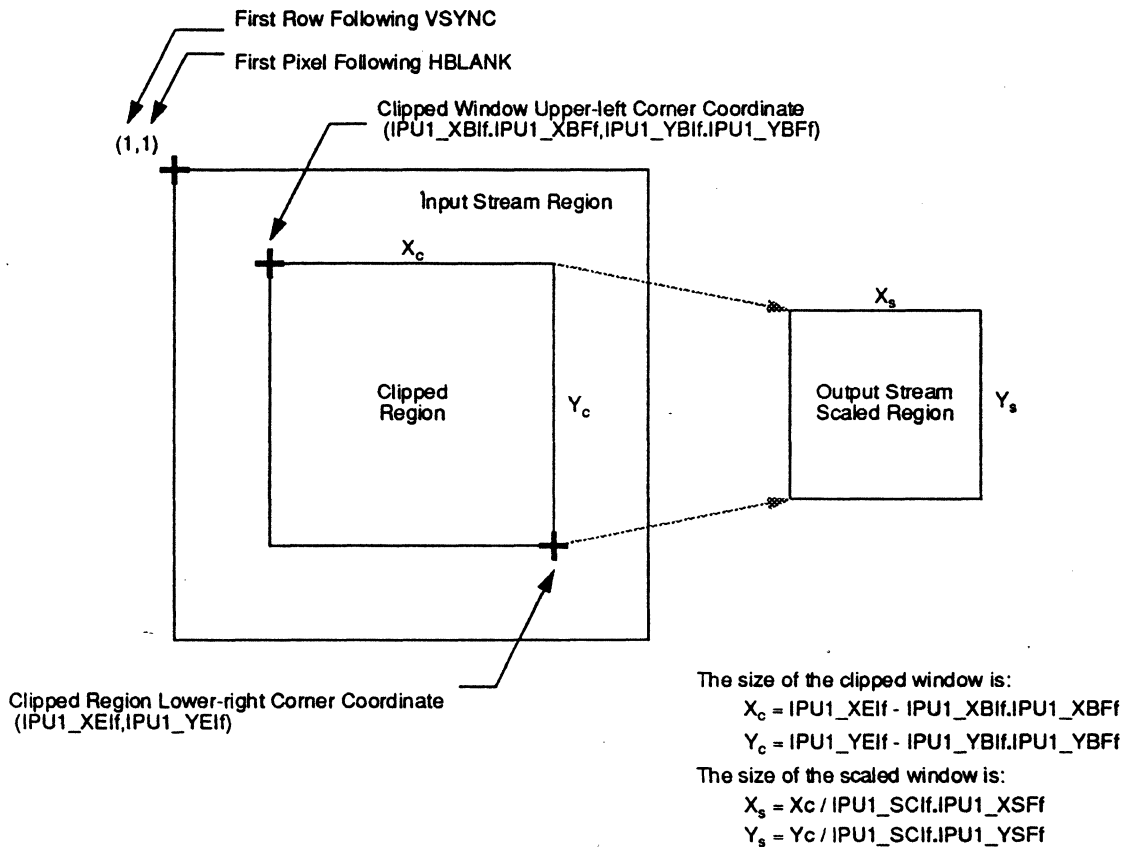 First Row Following VSYNC
First Pixel Following HBLANK
Clipped Window Upper-left Corner Coordinate
(IPU1_XBIf.IPU1_XBFf,IPU1_YBIf.IPU1_YBFf)
(1,1)
Input Stream Region
Xc
Xs
Clipped
Region
Yc
Output Stream
Scaled Region
Ys
Clipped Region Lower-right Corner Coordinate
(IPU1_XEIf,IPU1_YEIf)
The size of the clipped window is:
Xc = IPU1_XEIf - IPU1_XBIf.IPU1_XBFf
Yc = IPU1_YEIf - IPU1_YBIf.IPU1_YBFf
The size of the scaled window is:
Xs = Xc / IPU1_SCIf.IPU1_XSFf
Ys = Yc / IPU1_SCIf.IPU1_YSFf